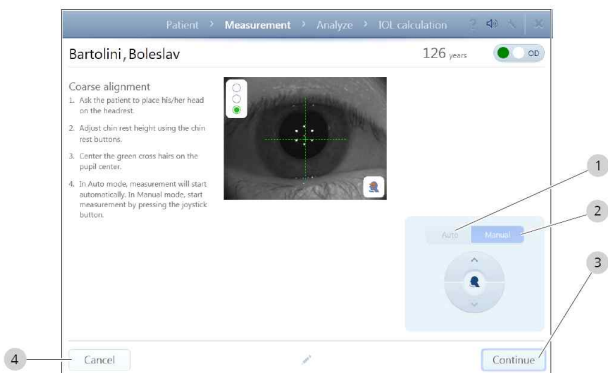 Patient > Measurement > Analyze > IOL calculation ? ×
Bartolini, Boleslav 126 years OD
Coarse alignment
1. Ask the patient to place his/her head
on the headrest.
2. Adjust chin rest height using the chin
rest buttons.
3. Center the green cross hairs on the
pupil center.
4. In Auto mode, measurement will start
automatically. In Manual mode, start
measurement by pressing the joystick
button.
1
Auto Manual
2
3
4
Cancel Continue